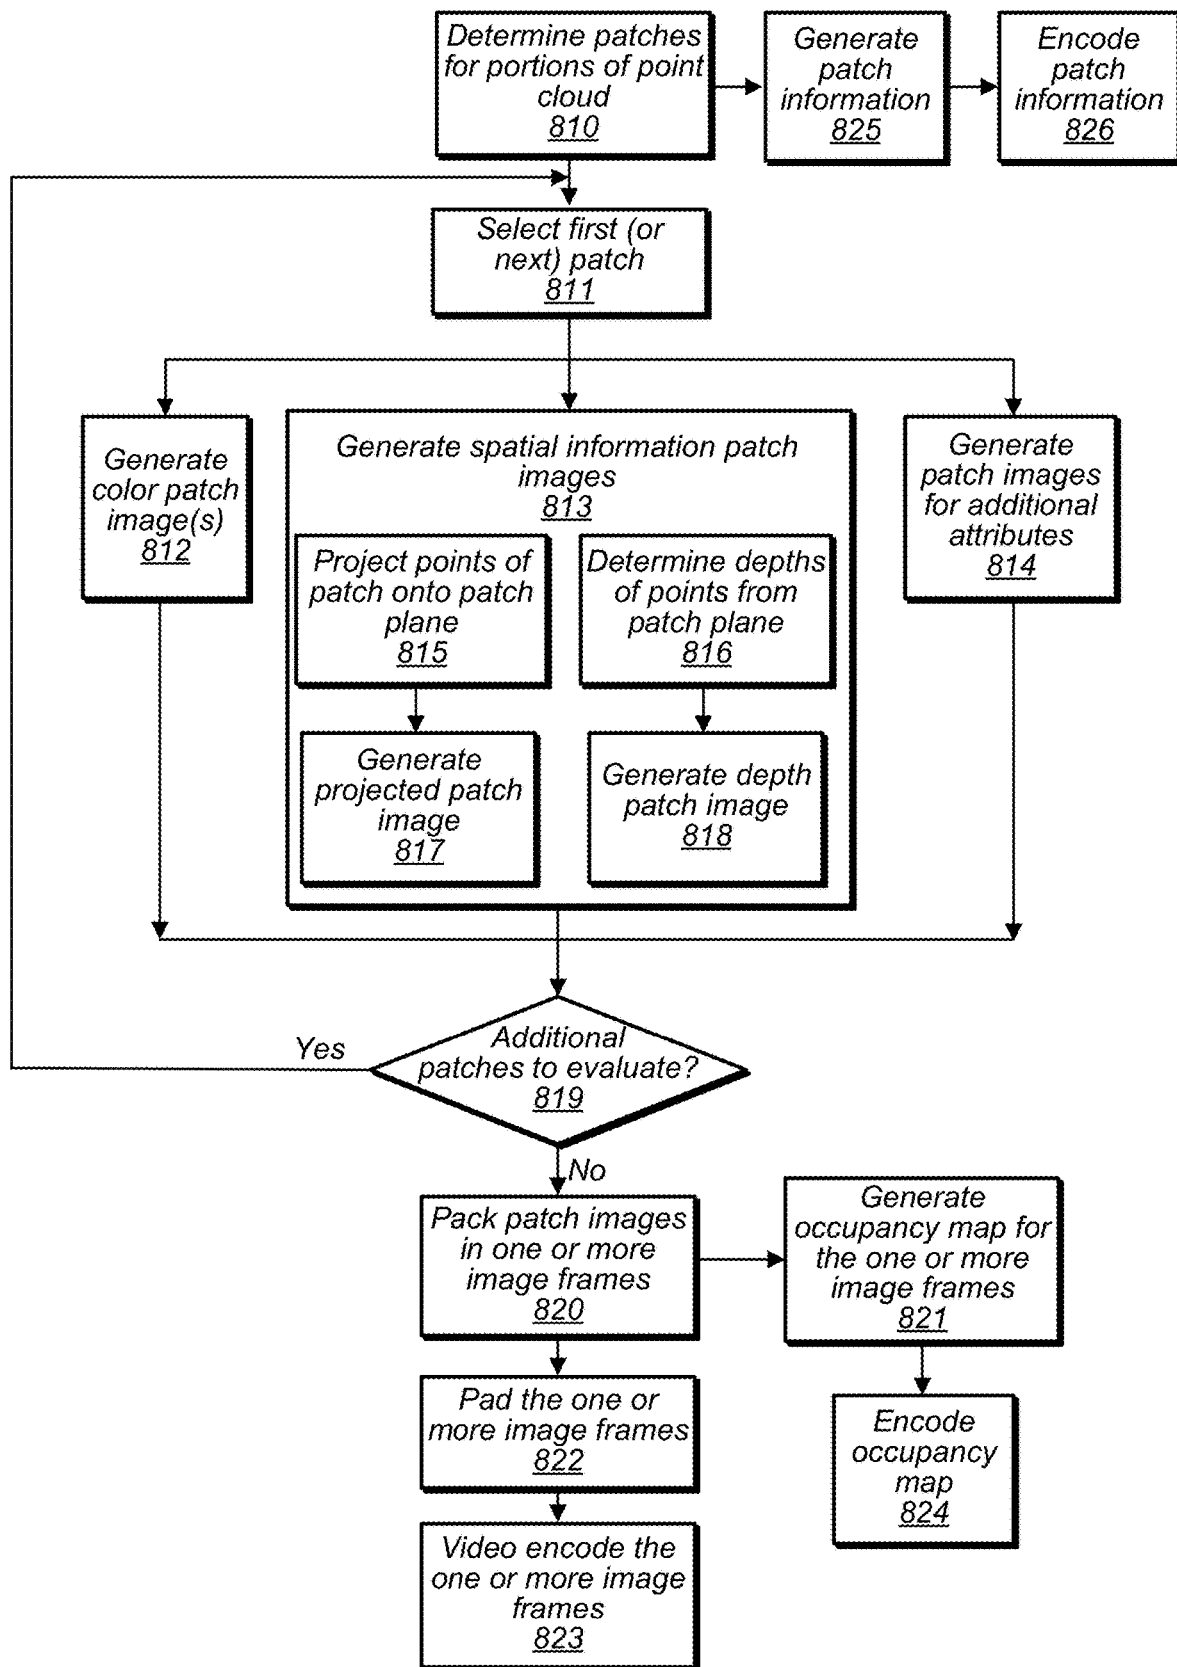 Determine patches
for portions of point
cloud
810
Generate
patch
information
825
Encode
patch
information
826
Select first (or
next) patch
811
Generate
color patch
image(s)
812
Generate spatial information patch
images
813
Project points of
patch onto patch
plane
815
Determine depths
of points from
patch plane
816
Generate
projected patch
image
817
Generate depth
patch image
818
Generate
patch images
for additional
attributes
814
Additional
patches to evaluate?
819
Yes
No
Pack patch images
in one or more
image frames
820
Generate
occupancy map for
the one or more
image frames
821
Pad the one or
more image frames
822
Encode
occupancy
map
824
Video encode the
one or more image
frames
823